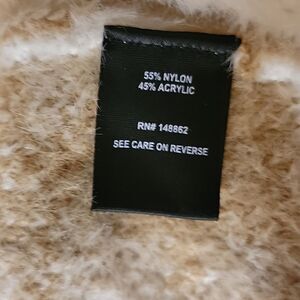 55% NYLON
45% ACRYLIC
RN# 148862
SEE CARE ON REVERSE